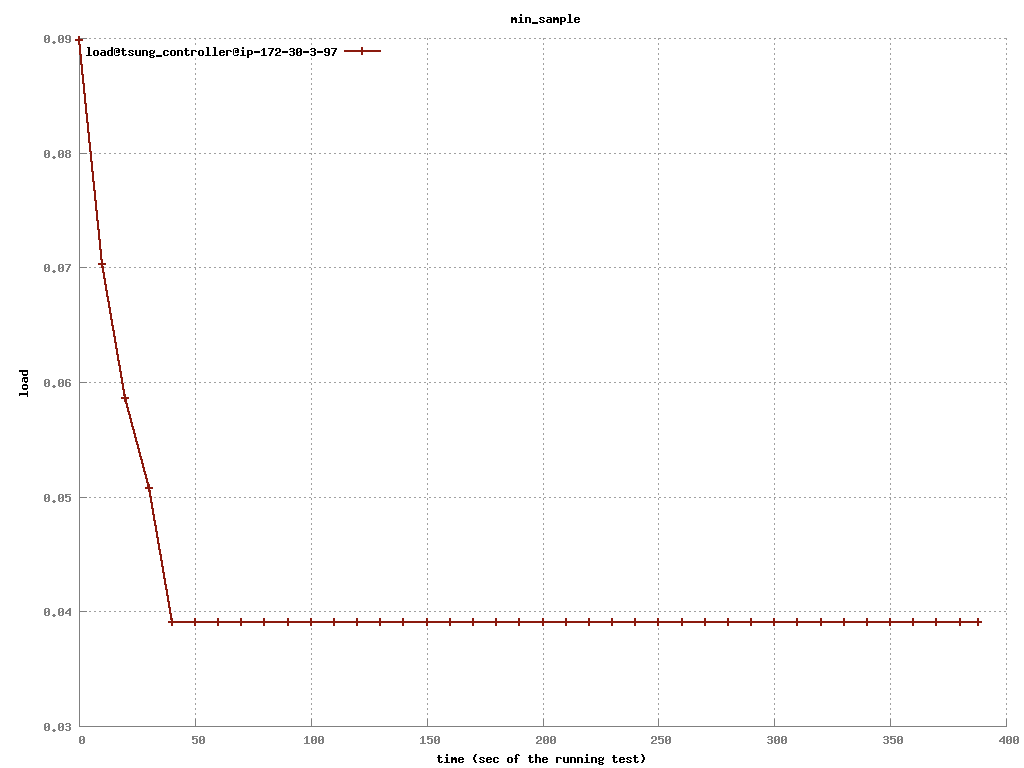 min_sample
load@tsung_controller@ip-172-30-3-97
0.09
0.08
0.07
0.06
0.05
0.04
0.03
load
0 50 100 150 200 250 300 350 400
time (sec of the running test)